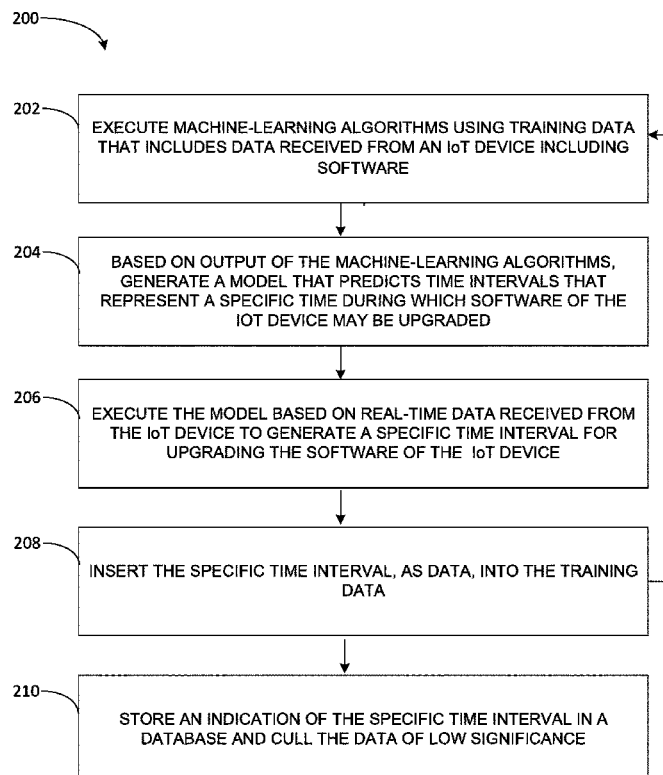 200
202
EXECUTE MACHINE-LEARNING ALGORITHMS USING TRAINING DATA
THAT INCLUDES DATA RECEIVED FROM AN IoT DEVICE INCLUDING
SOFTWARE
204
BASED ON OUTPUT OF THE MACHINE-LEARNING ALGORITHMS,
GENERATE A MODEL THAT PREDICTS TIME INTERVALS THAT
REPRESENT A SPECIFIC TIME DURING WHICH SOFTWARE OF THE
IOT DEVICE MAY BE UPGRADED
206
EXECUTE THE MODEL BASED ON REAL-TIME DATA RECEIVED FROM
THE IoT DEVICE TO GENERATE A SPECIFIC TIME INTERVAL FOR
UPGRADING THE SOFTWARE OF THE IoT DEVICE
208
INSERT THE SPECIFIC TIME INTERVAL, AS DATA, INTO THE TRAINING
DATA
210
STORE AN INDICATION OF THE SPECIFIC TIME INTERVAL IN A
DATABASE AND CULL THE DATA OF LOW SIGNIFICANCE